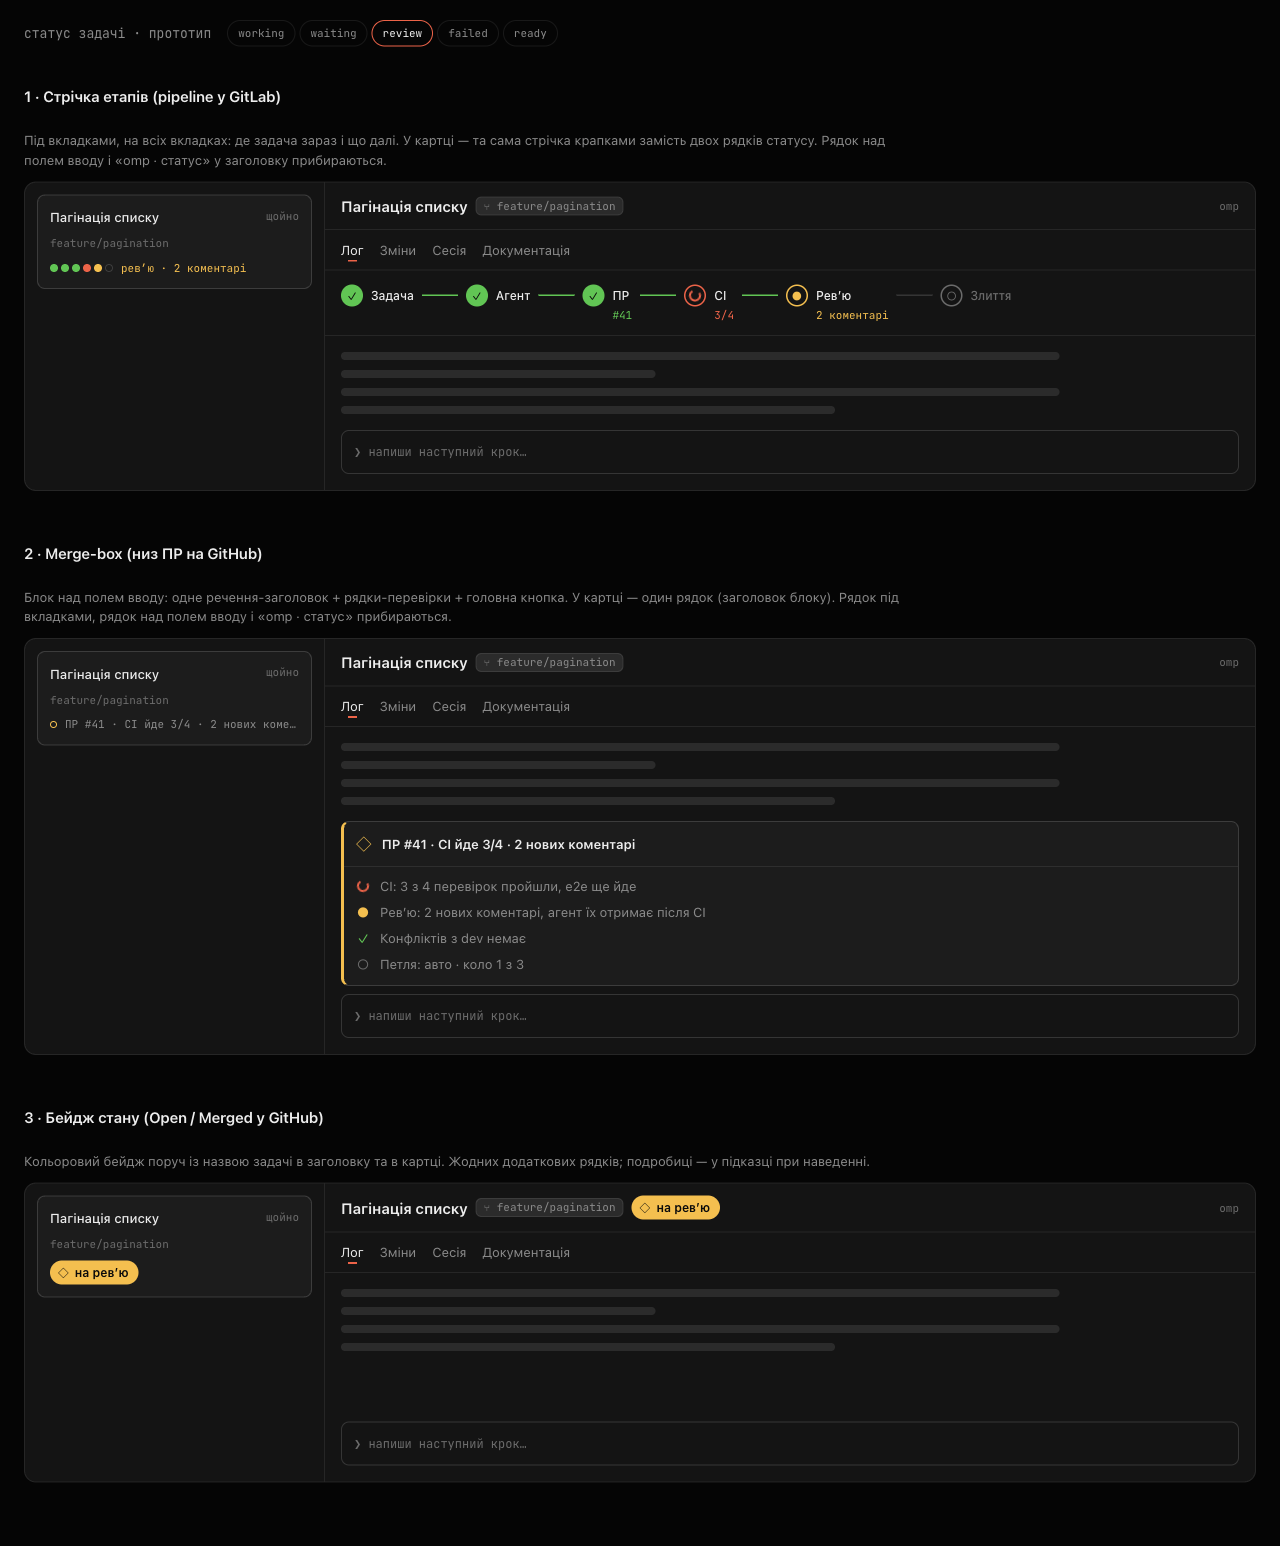 статус задачі · прототип working waiting review failed ready
1 · Стрічка етапів (pipeline у GitLab)
Під вкладками, на всіх вкладках: де задача зараз і що далі. У картці — та сама стрічка крапками замість двох рядків статусу. Рядок над
полем вводу і «omp · статус» у заголовку прибираються.
Пагінація списку щойно
feature/pagination
рев’ю · 2 коментарі
Пагінація списку feature/pagination omp
Лог Зміни Сесія Документація
Задача Агент ПР CI Рев’ю Злиття
#41 3/4 2 коментарі
❯ напиши наступний крок…
2 · Merge-box (низ ПР на GitHub)
Блок над полем вводу: одне речення-заголовок + рядки-перевірки + головна кнопка. У картці — один рядок (заголовок блоку). Рядок під
вкладками, рядок над полем вводу і «omp · статус» прибираються.
Пагінація списку щойно
feature/pagination
ПР #41 · CI йде 3/4 · 2 нових коме…
Пагінація списку feature/pagination omp
Лог Зміни Сесія Документація
ПР #41 · CI йде 3/4 · 2 нових коментарі
CI: 3 з 4 перевірок пройшли, e2e ще йде
Рев’ю: 2 нових коментарі, агент їх отримає після CI
Конфліктів з dev немає
Петля: авто · коло 1 з 3
❯ напиши наступний крок…
3 · Бейдж стану (Open / Merged у GitHub)
Кольоровий бейдж поруч із назвою задачі в заголовку та в картці. Жодних додаткових рядків; подробиці — у підказці при наведенні.
Пагінація списку щойно
feature/pagination
на рев’ю
Пагінація списку feature/pagination на рев’ю omp
Лог Зміни Сесія Документація
❯ напиши наступний крок…